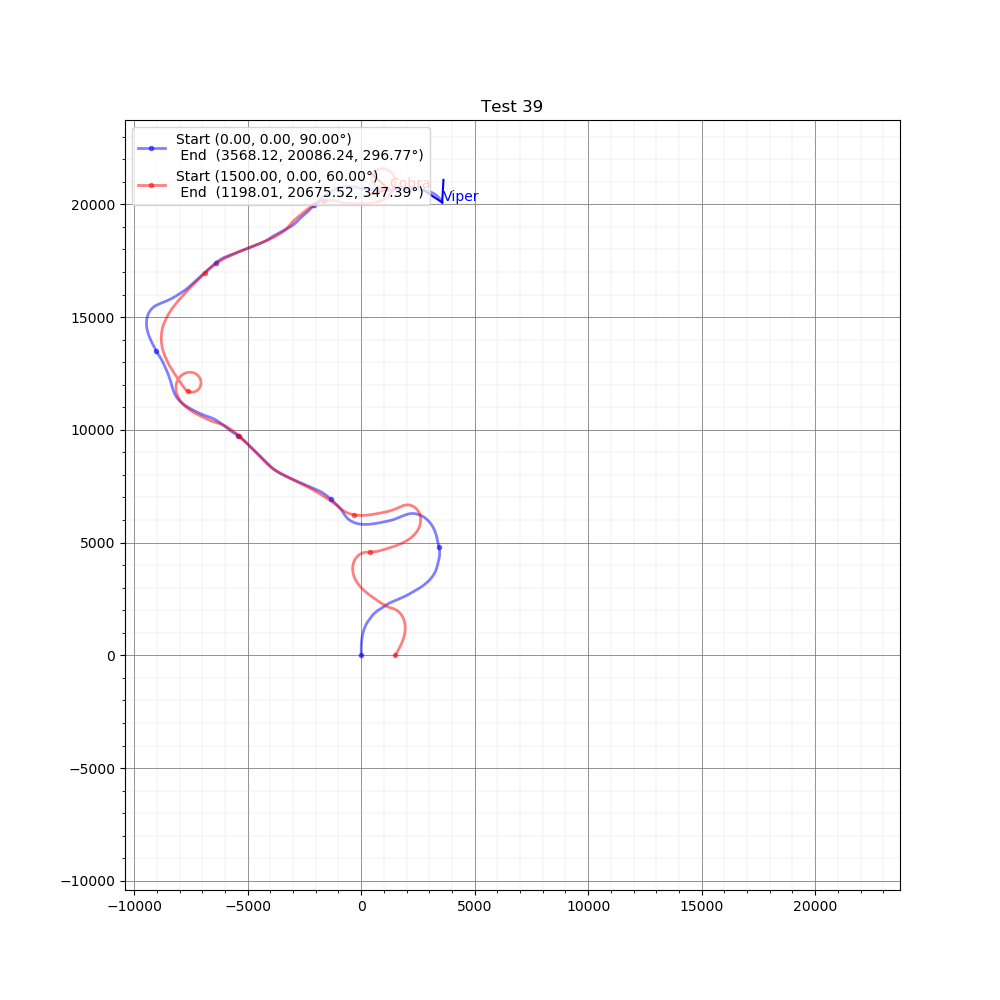 Test 39
Start (0.00, 0.00, 90.00°)
End (3568.12, 20086.24, 296.77°)
Start (1500.00, 0.00, 60.00°)
End (1198.01, 20675.52, 347.39°)
Cobra
Viper
20000
15000
10000
5000
0
−5000
−10000
−10000 −5000 0 5000 10000 15000 20000